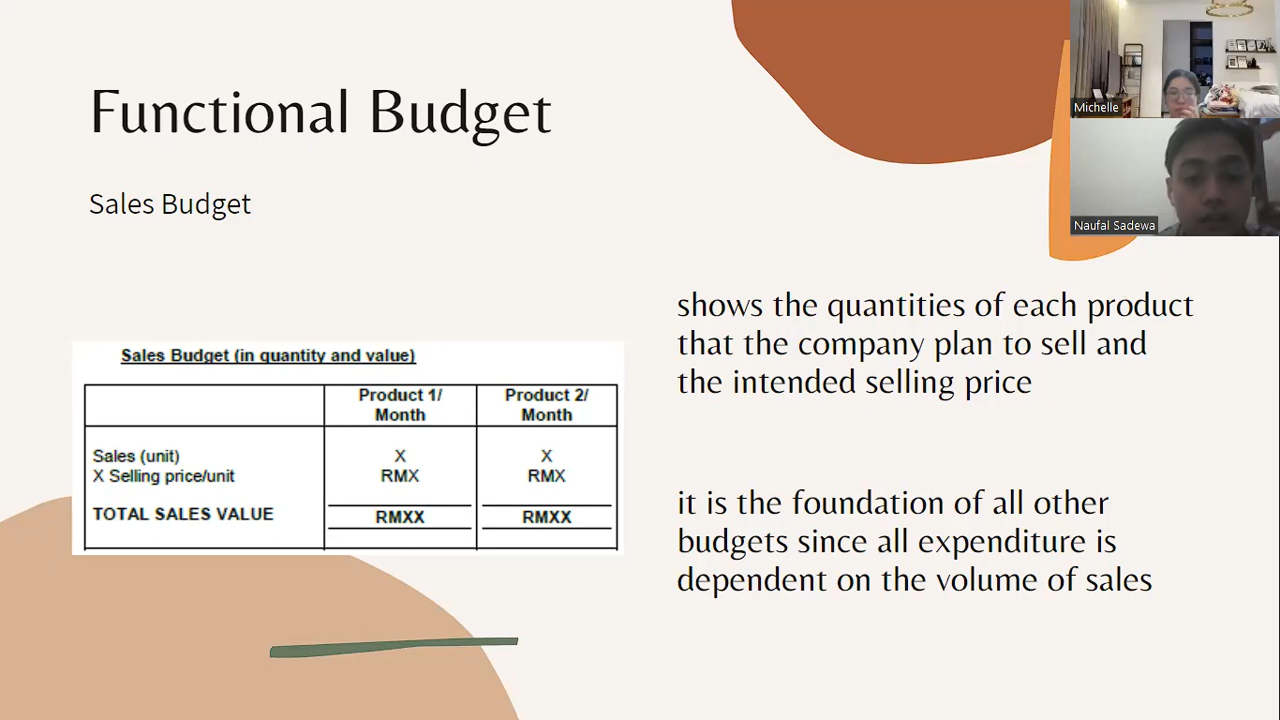 Functional Budget
Sales Budget
Michelle
Naufal Sadewa
shows the quantities of each product
that the company plan to sell and
the intended selling price
it is the foundation of all other
budgets since all expenditure is
dependent on the volume of sales
Sales Budget (in quantity and value)
Product 1/ Product 2/
Month Month
Sales (unit) X X
X Selling price/unit RMX RMX
TOTAL SALES VALUE RMXX RMXX